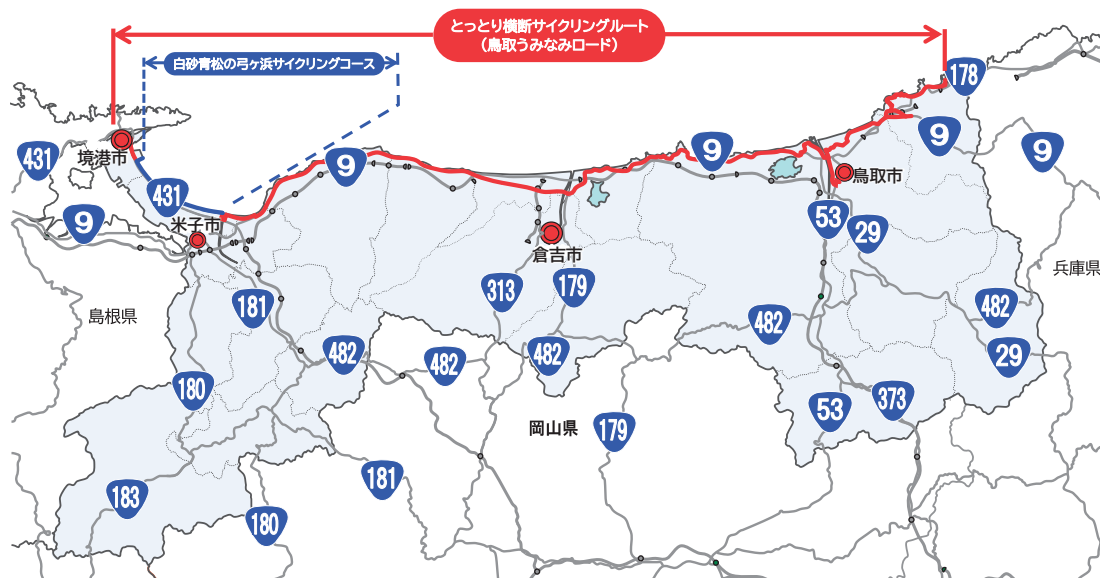 とっとり横断サイクリングルート
(鳥取うみなみロード)
白砂青松の弓ヶ浜サイクリングコース
178
431
境港市
9
9
9
9
431
鳥取市
米子市
53
29
倉吉市
兵庫県
313
179
181
482
島根県
482
482
482
482
29
180
373
53
岡山県
179
181
183
180